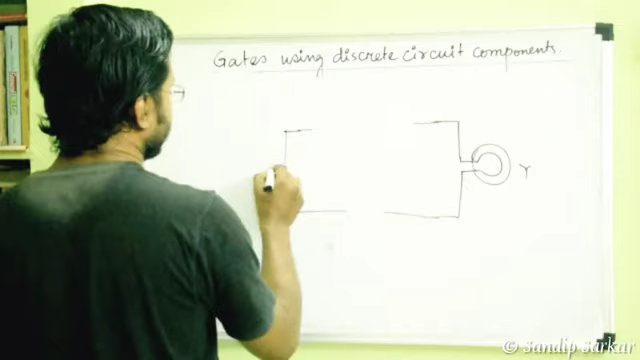 Gates using discrete circuit components.
Y
© Sandip Sarkar